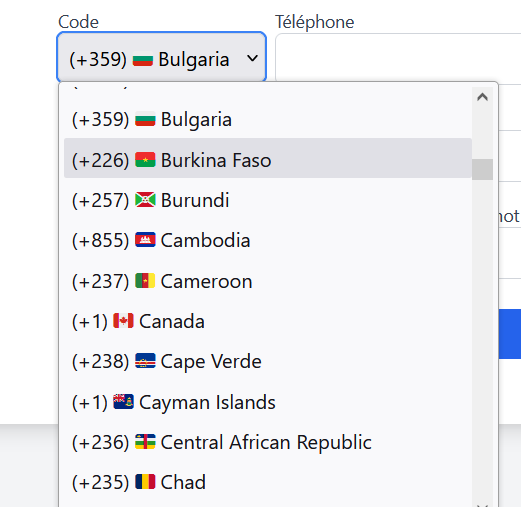 Code
Téléphone
(+359) 🇧🇬 Bulgaria
(+359) 🇧🇬 Bulgaria
(+226) 🇧🇫 Burkina Faso
(+257) 🇧🇮 Burundi
(+855) 🇰🇭 Cambodia
(+237) 🇨🇲 Cameroon
(+1) 🇨🇦 Canada
(+238) 🇨🇻 Cape Verde
(+1) 🇰🇾 Cayman Islands
(+236) 🇨🇫 Central African Republic
(+235) 🇹🇩 Chad